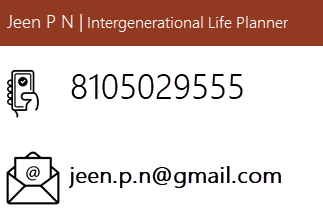 Jeen P N | Intergenerational Life Planner
8105029555
@
jeen.p.n@gmail.com